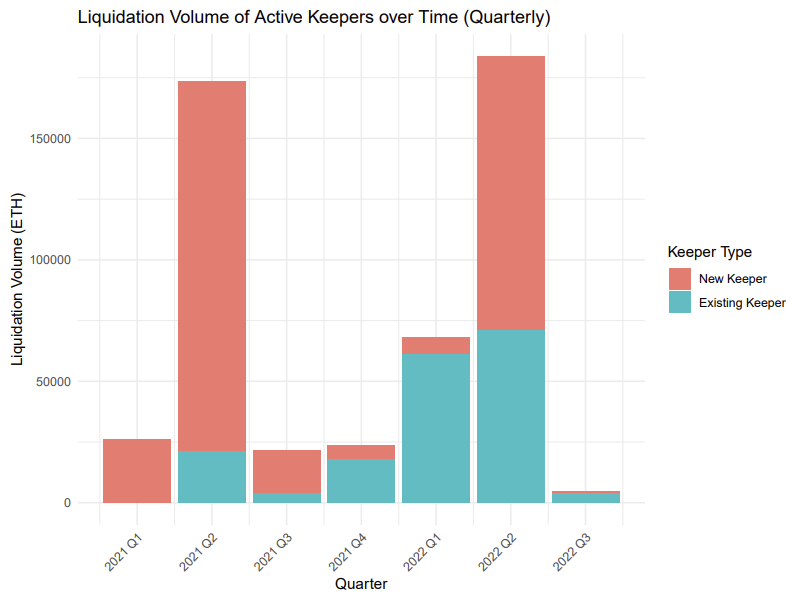 Liquidation Volume of Active Keepers over Time (Quarterly)
Liquidation Volume (ETH)
150000
100000
50000
0
2021 Q1
2021 Q2
2021 Q3
2021 Q4
2022 Q1
2022 Q2
2022 Q3
Quarter
Keeper Type
New Keeper
Existing Keeper